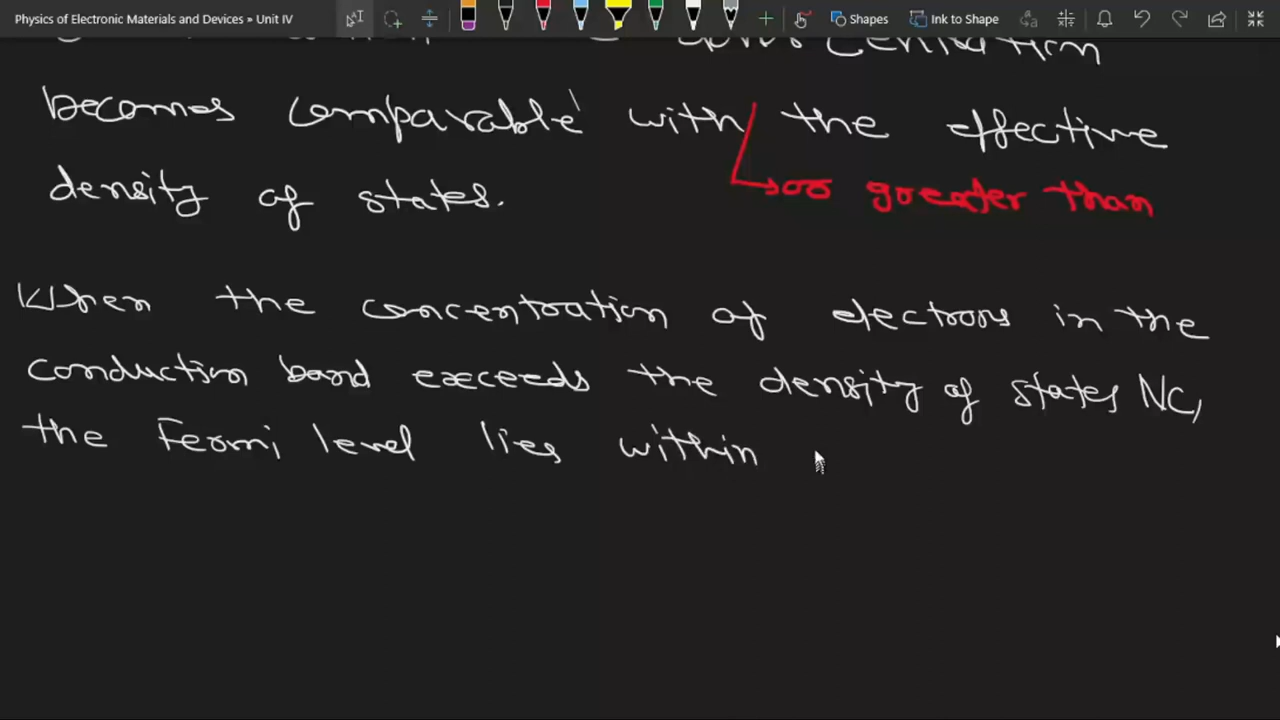 Physics of Electronic Materials and Devices » Unit IV
Shapes
Ink to Shape
becomes comparable with the effective
or greater than
density of states.
When the concentration of electrons in the
conduction band exceeds the density of states NC,
the Fermi level lies within